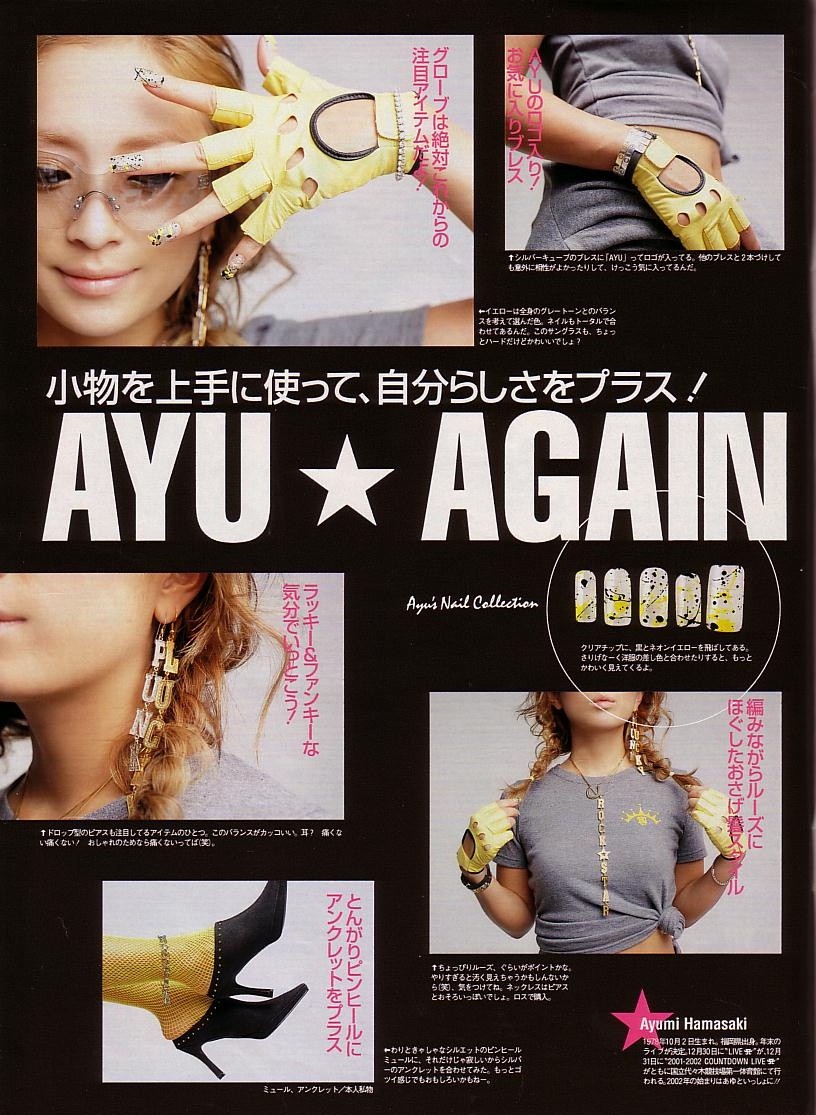 グローブは絶対これからの
注目アイテムだよ!
AYUのロゴ入り!
お気に入りブレス
↑シルバーキューブのブレスに「AYU」ってロゴが入ってる。他のブレスと2本づけして
も意外に相性がよかったりして、けっこう気に入ってるんだ。
←イエローは全身のグレートーンとのバラン
スを考えて選んだ色。ネイルもトータルで合
わせてあるんだ。このサングラスも、ちょっ
とハードだけどかわいいでしょ?
小物を上手に使って、自分らしさをプラス!
AYU★AGAIN
Ayu's Nail Collection
クリアチップに、黒とネオンイエローを飛ばしてある。
さりげなーく洋服の差し色と合わせたりすると、もっと
かわいく見えてくるよ。
ラッキー&ファンキーな
気分でいっとこう!
↑ドロップ型のピアスも注目してるアイテムのひとつ。このバランスがカッコいい。耳? 痛くな
い痛くない! おしゃれのためなら痛くないってば(笑)。
編みながらルーズに
ほぐしたおさげ春スタイル
ROCK★STAR
↑ちょっぴりルーズ、ぐらいがポイントかな。
やりすぎると汚く見えちゃうかもしんないか
ら(笑)、気をつけてね。ネックレスはピアス
とおそろいっぽいでしょ。ロスで購入。
とんがりピンヒールに
アンクレットをプラス
←わりときゃしゃなシルエットのピンヒール
ミュールに、それだけじゃ寂しいからシルバ
ーのアンクレットを合わせてみた。もっとゴ
ツイ感じでもおもしろいかもねー。
ミュール、アンクレット/本人私物
Ayumi Hamasaki
1978年10月2日生まれ。福岡県出身。年末の
ライブが決定。12月30日に"LIVE"が、12月
31日に"2001-2002 COUNTDOWN LIVE"
がともに国立代々木競技場第一体育館にて行
われる。2002年の始まりはあゆといっしょに!!